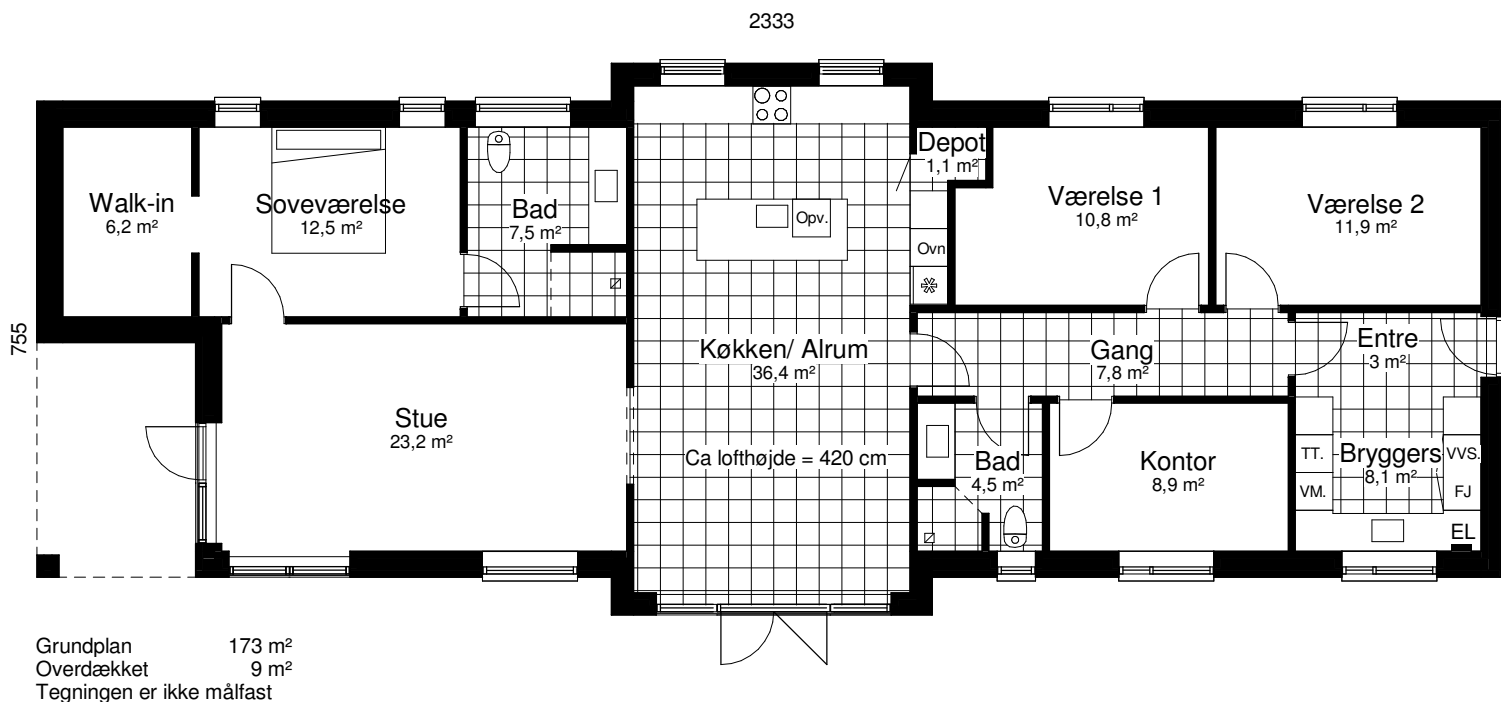 2333
Depot
1,1 m²
Walk-in
6,2 m²
Soveværelse
12,5 m²
Bad
7,5 m²
Opv.
Ovn
Værelse 1
10,8 m²
Værelse 2
11,9 m²
755
Køkken/ Alrum
36,4 m²
Gang
7,8 m²
Entre
3 m²
Stue
23,2 m²
Ca lofthøjde = 420 cm
Bad
4,5 m²
Kontor
8,9 m²
TT.
Bryggers
8,1 m²
VVS.
VM.
FJ
EL
Grundplan 173 m²
Overdækket 9 m²
Tegningen er ikke målfast